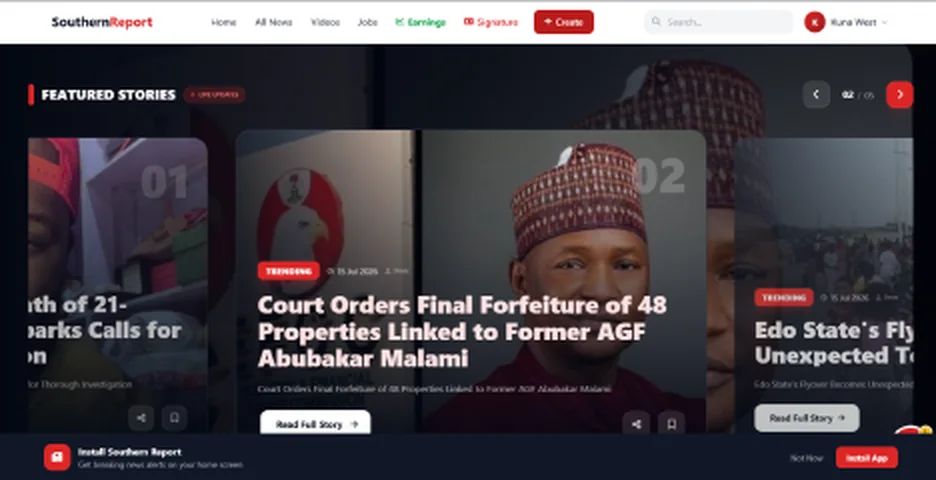 SouthernReport
Home All News Videos Jobs Earnings Signature + Create Search... K Kuna West
FEATURED STORIES LIVE UPDATES
02 / 05
01
02
TRENDING 15 Jul 2026
TRENDING 15 Jul 2026
th of 21-
parks Calls for
on
for Thorough Investigation
Court Orders Final Forfeiture of 48
Properties Linked to Former AGF
Abubakar Malami
Court Orders Final Forfeiture of 48 Properties Linked to Former AGF Abubakar Malami
Read Full Story →
Edo State's Fly
Unexpected To
Edo State's Flyover Becomes Unexpected
Read Full Story →
Install Southern Report
Get breaking news alerts on your home screen
Not Now Install App